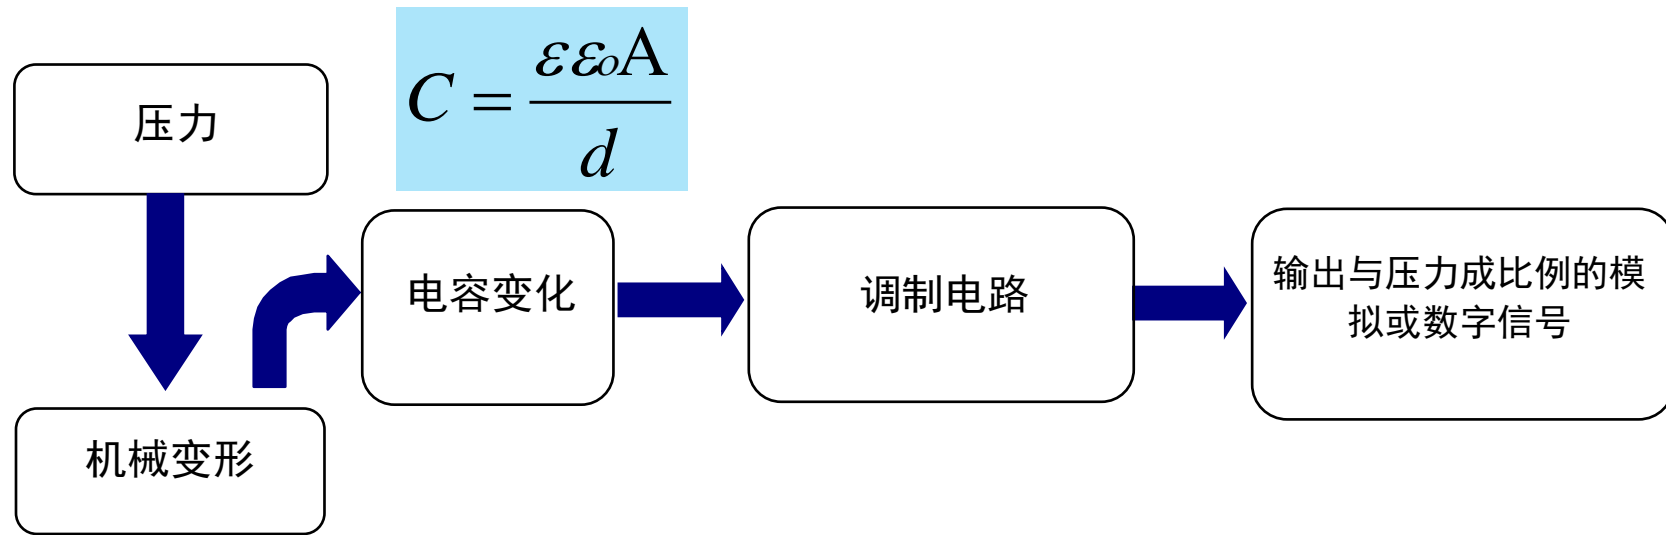 压力
C = εε₀A / d
机械变形
电容变化
调制电路
输出与压力成比例的模
拟或数字信号